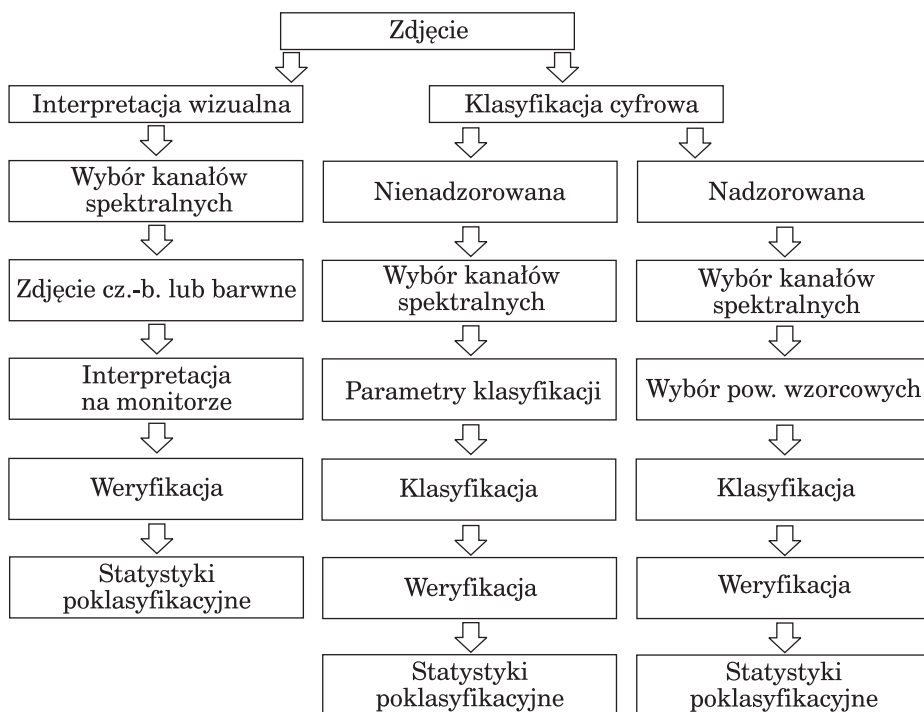 Zdjęcie
Interpretacja wizualna
Klasyfikacja cyfrowa
Wybór kanałów
spektralnych
Nienadzorowana
Nadzorowana
Zdjęcie cz.-b. lub barwne
Wybór kanałów
spektralnych
Wybór kanałów
spektralnych
Interpretacja
na monitorze
Parametry klasyfikacji
Wybór pow. wzorcowych
Weryfikacja
Klasyfikacja
Klasyfikacja
Statystyki
poklasyfikacyjne
Weryfikacja
Weryfikacja
Statystyki
poklasyfikacyjne
Statystyki
poklasyfikacyjne